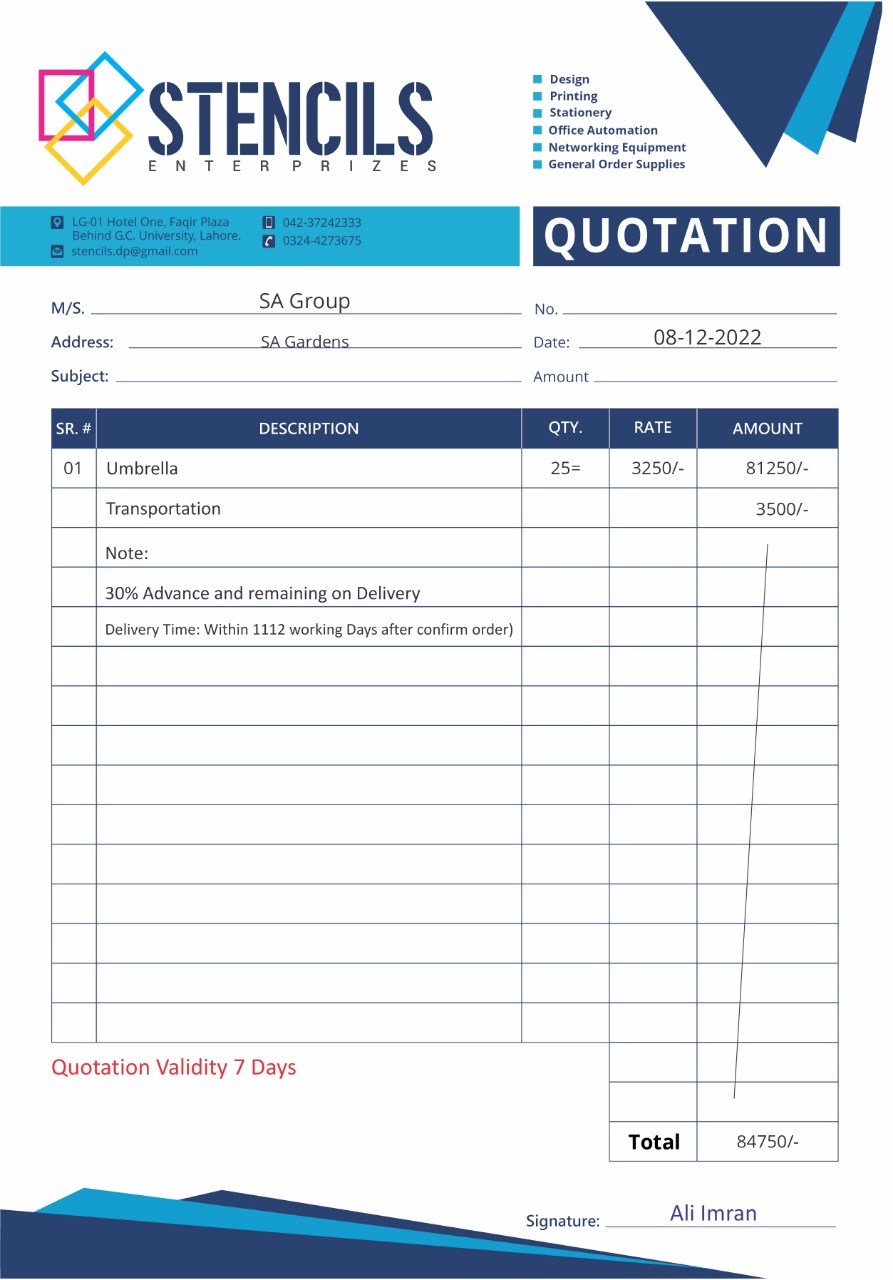 STENCILS
ENTERPRIZES
Design
Printing
Stationery
Office Automation
Networking Equipment
General Order Supplies
LG-01 Hotel One, Faqir Plaza
Behind G.C. University, Lahore.
stencils.dp@gmail.com
042-37242333
0324-4273675
QUOTATION
M/S. SA Group
No.
Address: SA Gardens
Date: 08-12-2022
Subject:
Amount
SR. # DESCRIPTION QTY. RATE AMOUNT
01 Umbrella 25= 3250/- 81250/-
Transportation 3500/-
Note:
30% Advance and remaining on Delivery
Delivery Time: Within 1112 working Days after confirm order)
Quotation Validity 7 Days
Total 84750/-
Signature: Ali Imran